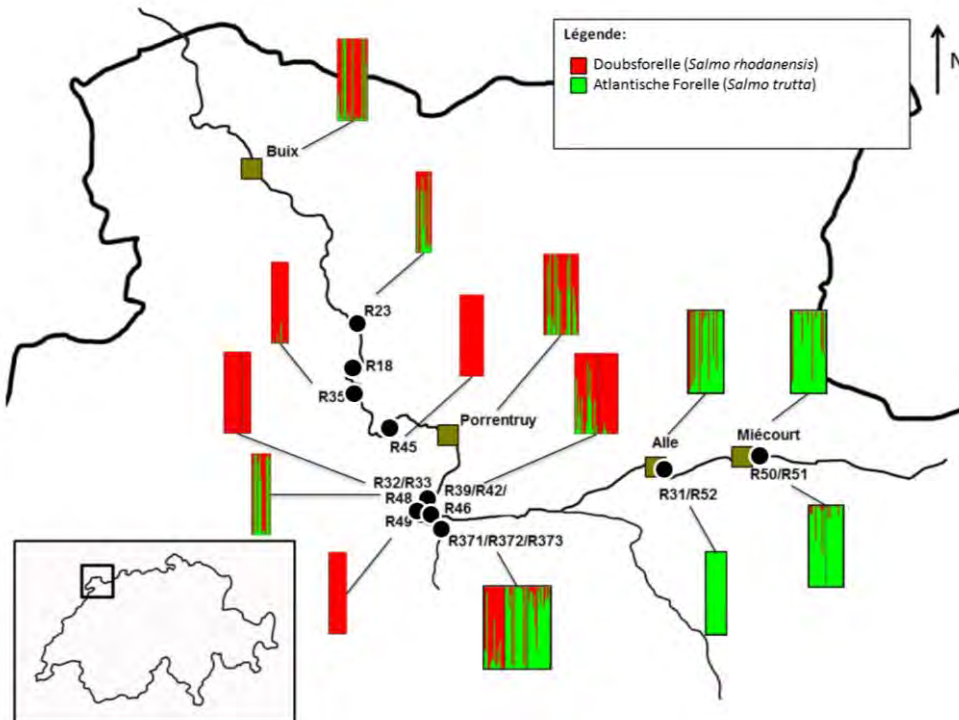 Légende:
Doubsforelle (Salmo rhodanensis)
Atlantische Forelle (Salmo trutta)
N
Buix
R23
R18
R35
R45
Porrentruy
Alle
Miécourt
R50/R51
R31/R52
R32/R33
R39/R42/
R48
R46
R49
R371/R372/R373